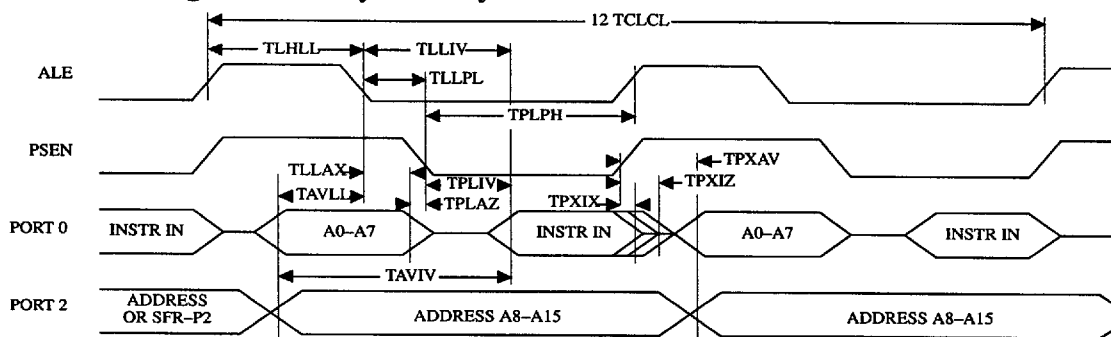 12 TCLCL
TLHLL
TLLIV
ALE
TLLPL
TPLPH
PSEN
TLLAX
TPXAV
TPLIV
TPXIZ
TAVLL
TPLAZ
TPXIX
PORT 0
INSTR IN
A0–A7
INSTR IN
A0–A7
INSTR IN
TAVIV
PORT 2
ADDRESS
OR SFR–P2
ADDRESS A8–A15
ADDRESS A8–A15